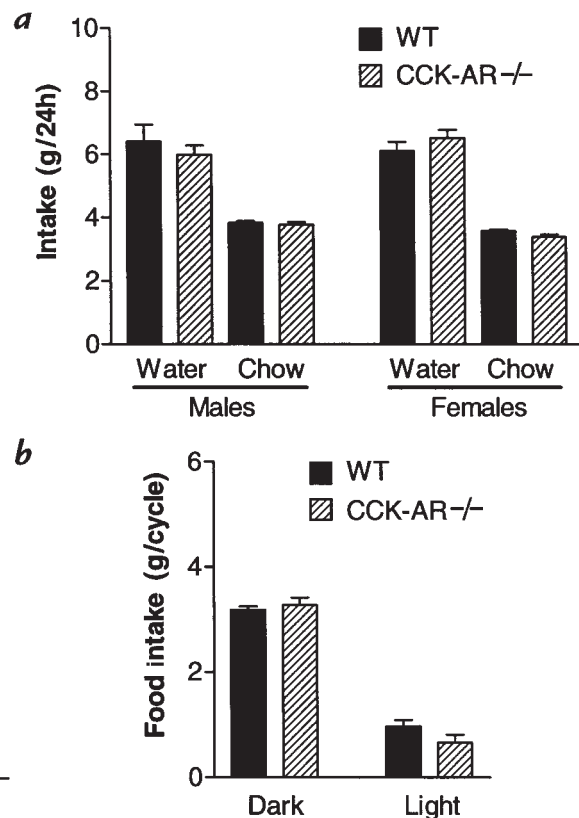 a
10
8
6
4
2
0
Intake (g/24h)
WT
CCK-AR−/−
Water Chow Water Chow
Males Females
b
6
4
2
0
Food intake (g/cycle)
WT
CCK-AR−/−
Dark Light